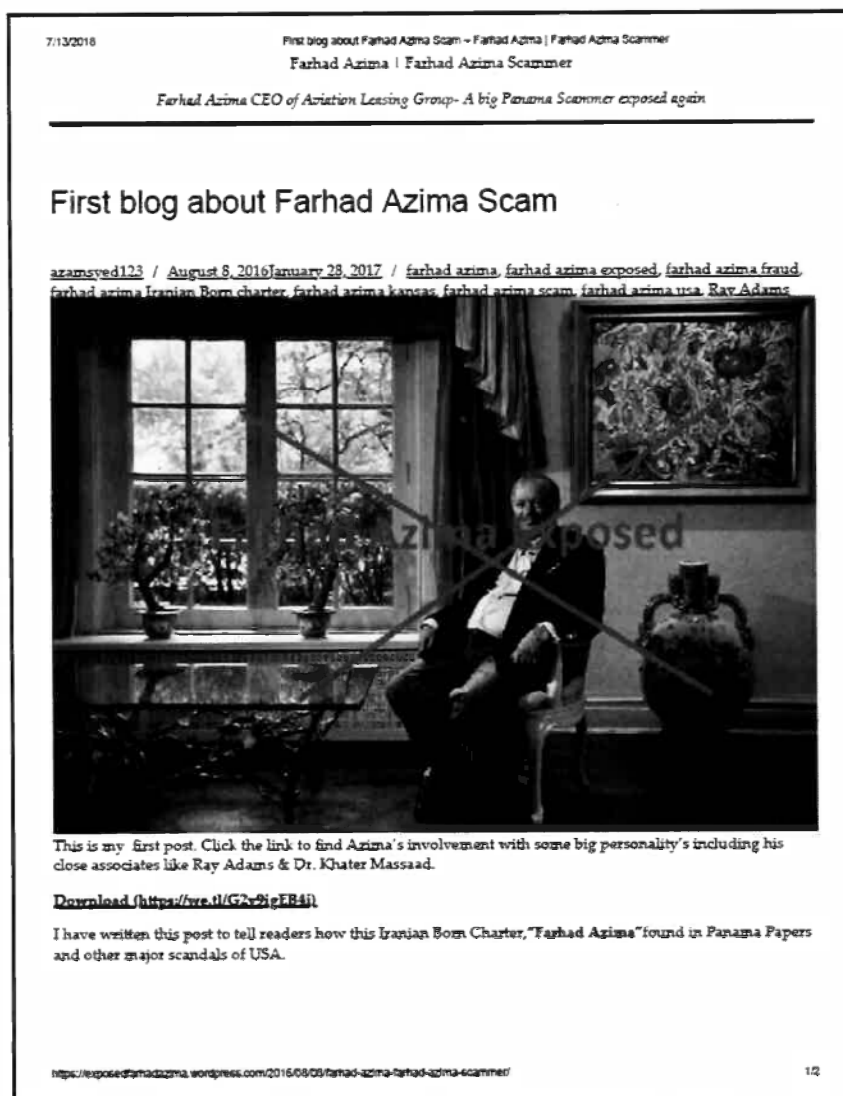 7/13/2018
First blog about Farhad Azima Scam – Farhad Azima | Farhad Azima Scammer
Farhad Azima | Farhad Azima Scammer
Farhad Azima CEO of Aviation Leasing Group- A big Panama Scammer exposed again
First blog about Farhad Azima Scam
azamsyed123 / August 8, 2016January 28, 2017 / farhad azima, farhad azima exposed, farhad azima fraud,
farhad azima Iranian Born charter, farhad azima kansas, farhad azima scam, farhad azima usa, Ray Adams
Farhad Azima Exposed
This is my first post. Click the link to find Azima's involvement with some big personality's including his
close associates like Ray Adams & Dr. Khater Massaad.
Download (https://we.tl/G2v9igEB4i)
I have written this post to tell readers how this Iranian Born Charter,"Farhad Azima"found in Panama Papers
and other major scandals of USA.
https://exposedfarhadazima.wordpress.com/2016/08/08/farhad-azima-farhad-azima-scammer/
1/2